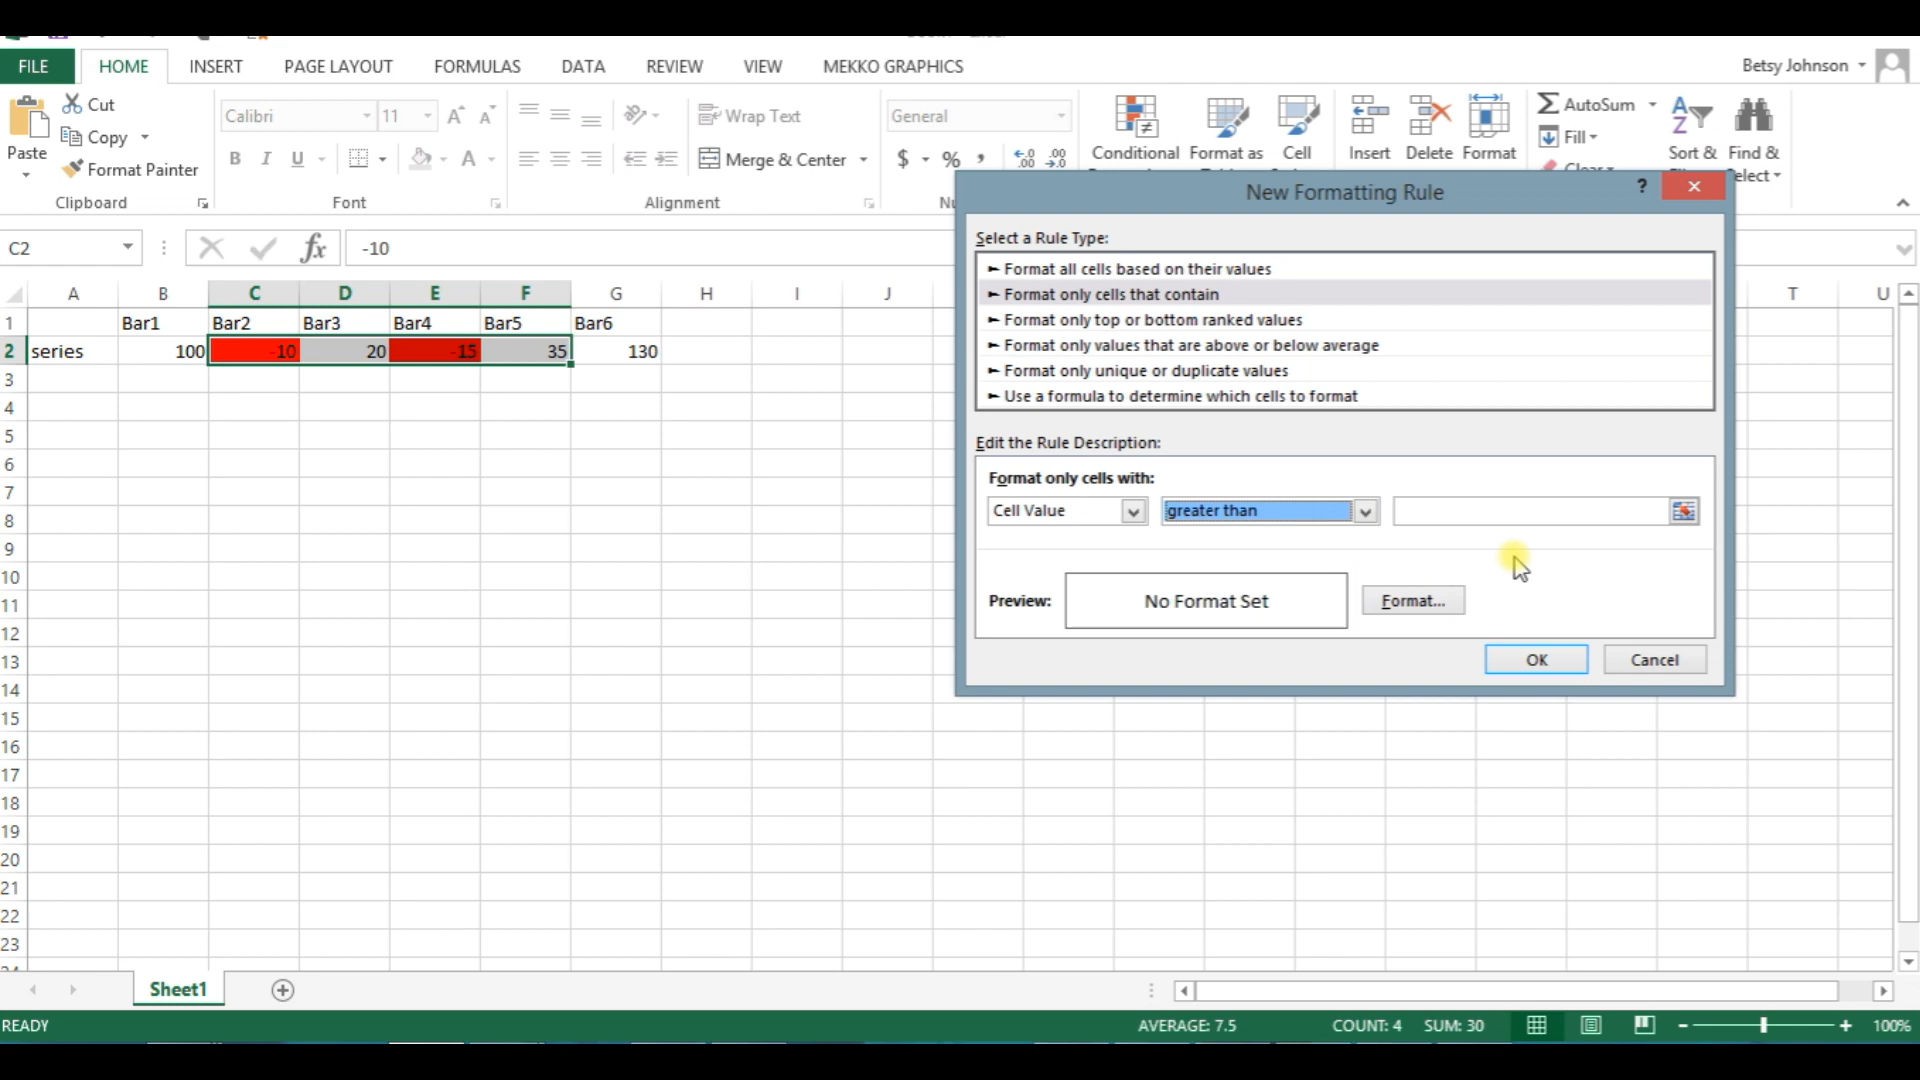 FILE HOME INSERT PAGE LAYOUT FORMULAS DATA REVIEW VIEW MEKKO GRAPHICS Betsy Johnson
Cut
Copy
Format Painter
Paste
Clipboard
Calibri 11
B I U A
Font
Wrap Text
Merge & Center
Alignment
General
$ % ,
Conditional Format as Cell
Insert Delete Format
AutoSum
Fill
Clear
Sort & Find &
C2 fx -10
A B C D E F G H I J T U
1 Bar1 Bar2 Bar3 Bar4 Bar5 Bar6
2 series 100 -10 20 -15 35 130
3
4
5
6
7
8
9
10
11
12
13
14
15
16
17
18
19
20
21
22
23
New Formatting Rule ?
Select a Rule Type:
► Format all cells based on their values
► Format only cells that contain
► Format only top or bottom ranked values
► Format only values that are above or below average
► Format only unique or duplicate values
► Use a formula to determine which cells to format
Edit the Rule Description:
Format only cells with:
Cell Value greater than
Preview: No Format Set Format...
OK Cancel
Sheet1
READY AVERAGE: 7.5 COUNT: 4 SUM: 30 100%